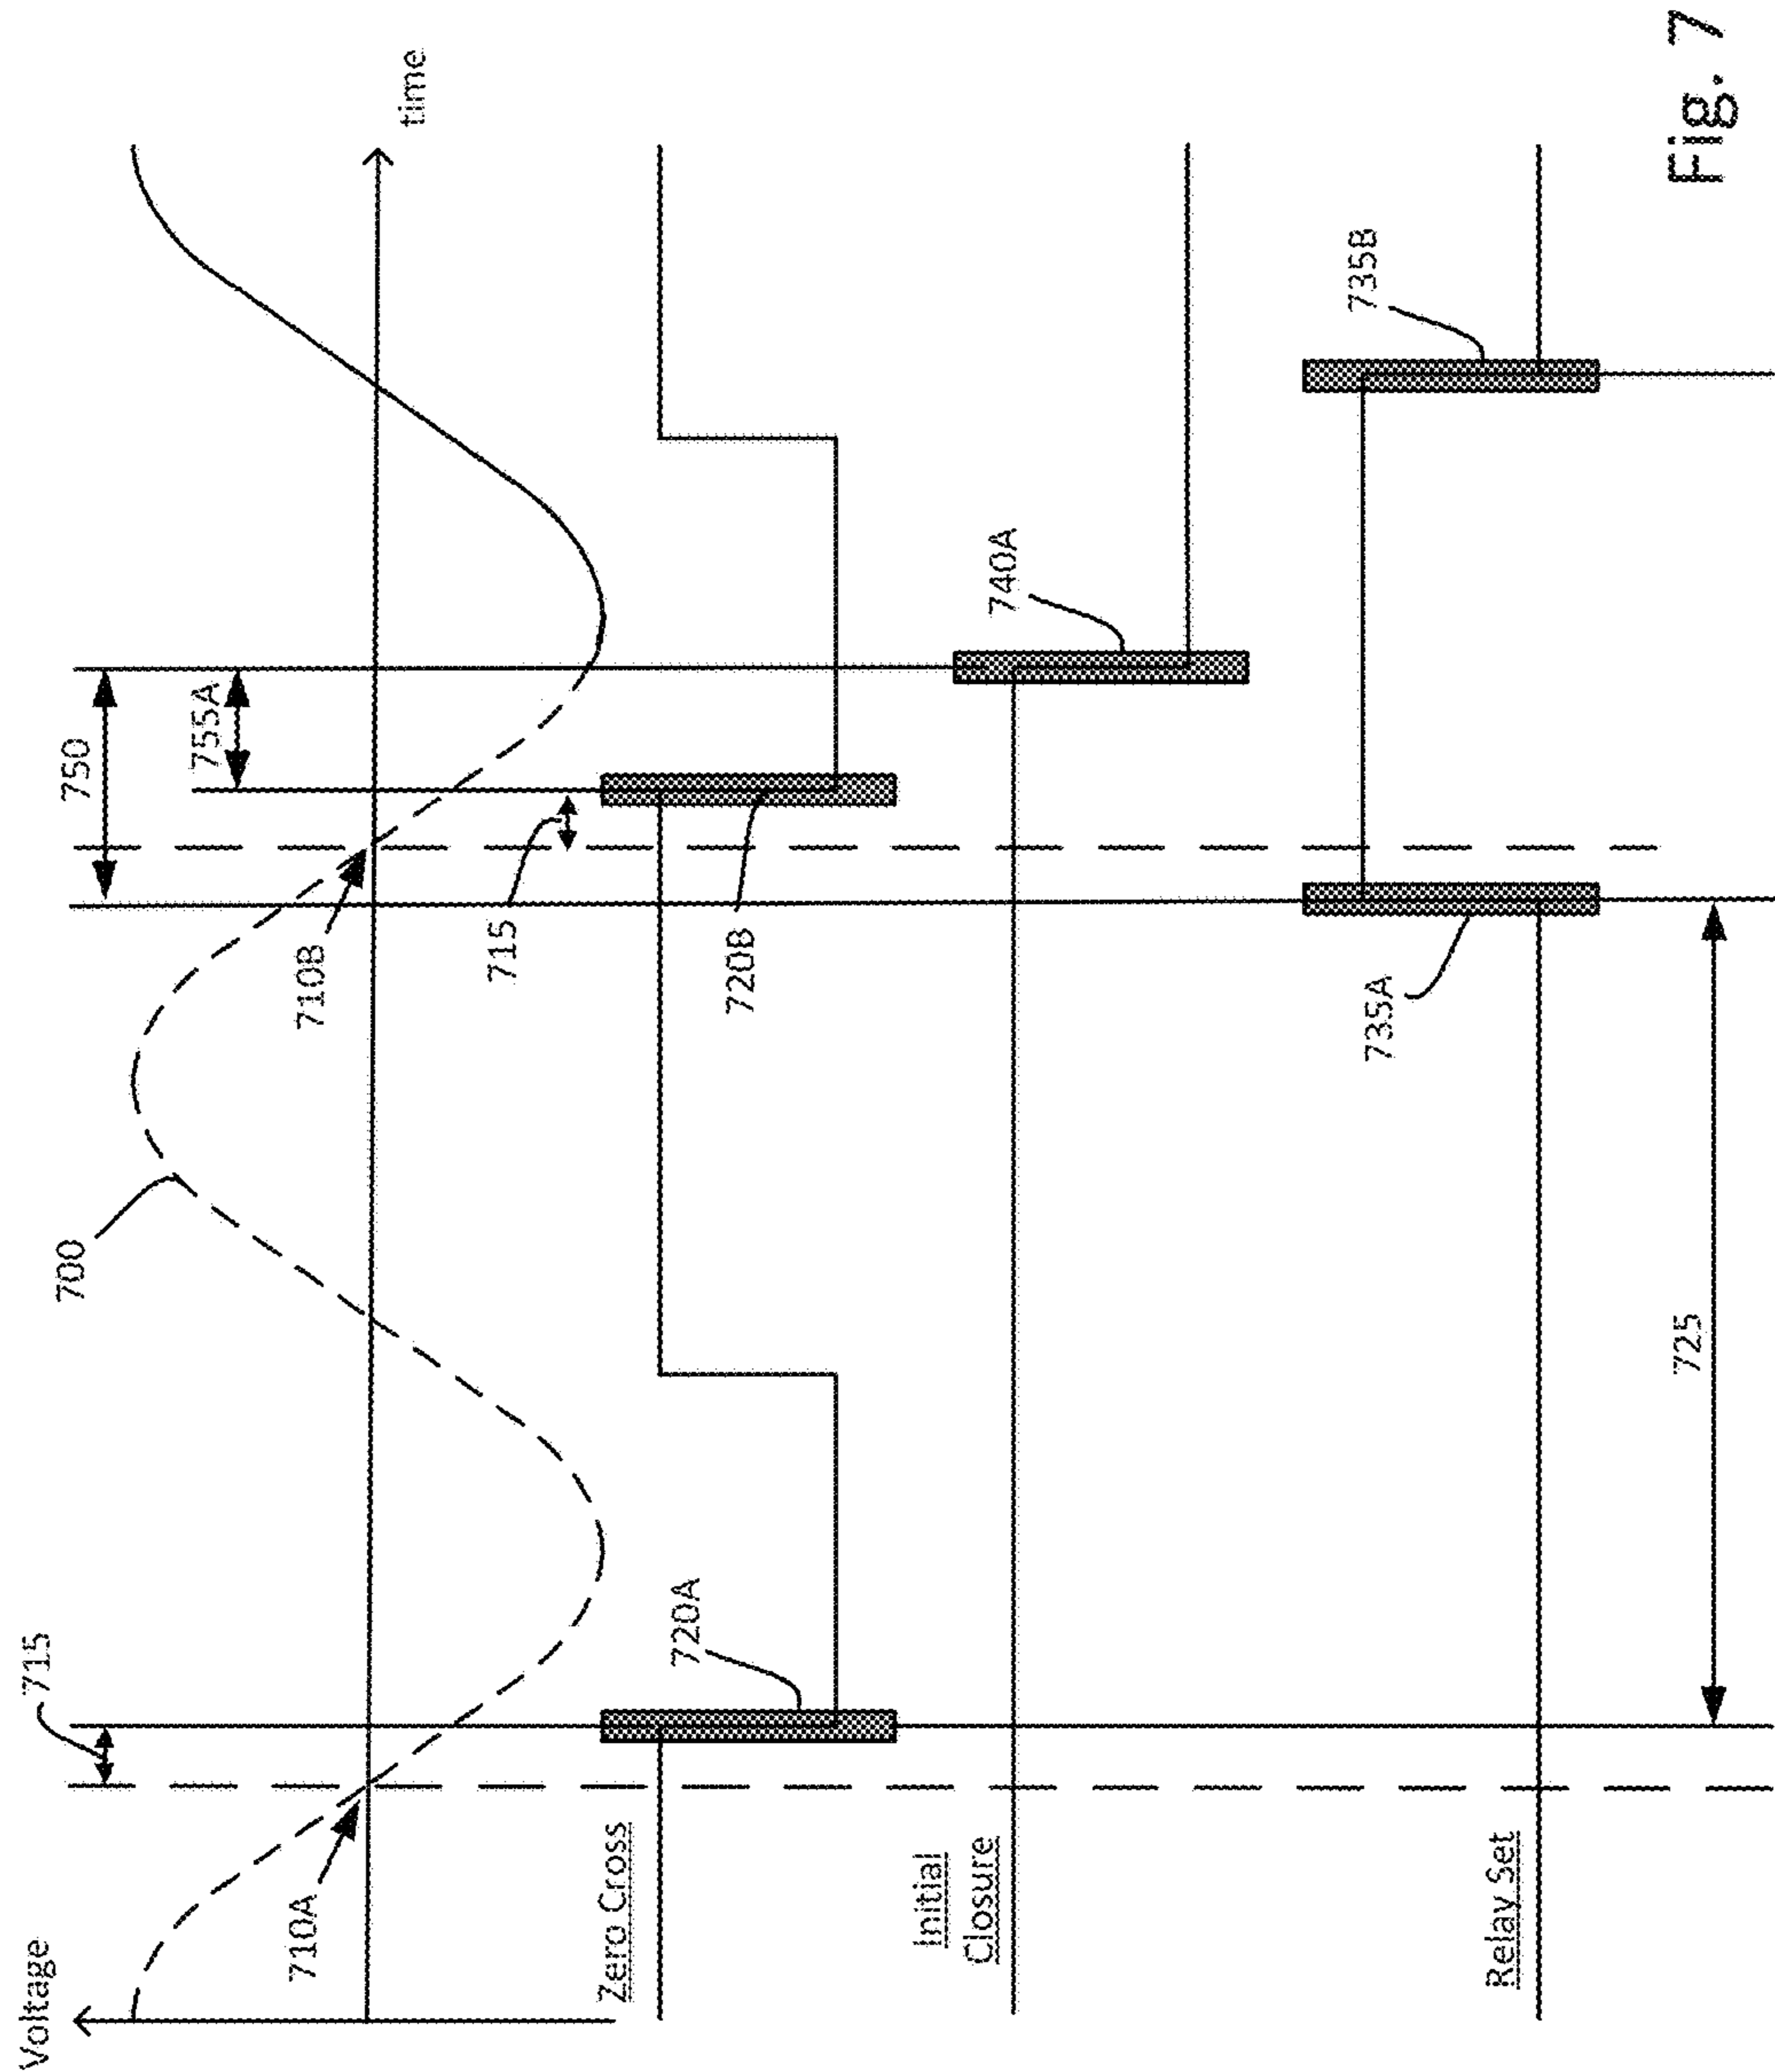 Voltage
715
700
750
755A
time
710A
710B
715
Zero Cross
720A
720B
Initial
Closure
740A
Relay Set
735A
735B
725
Fig. 7